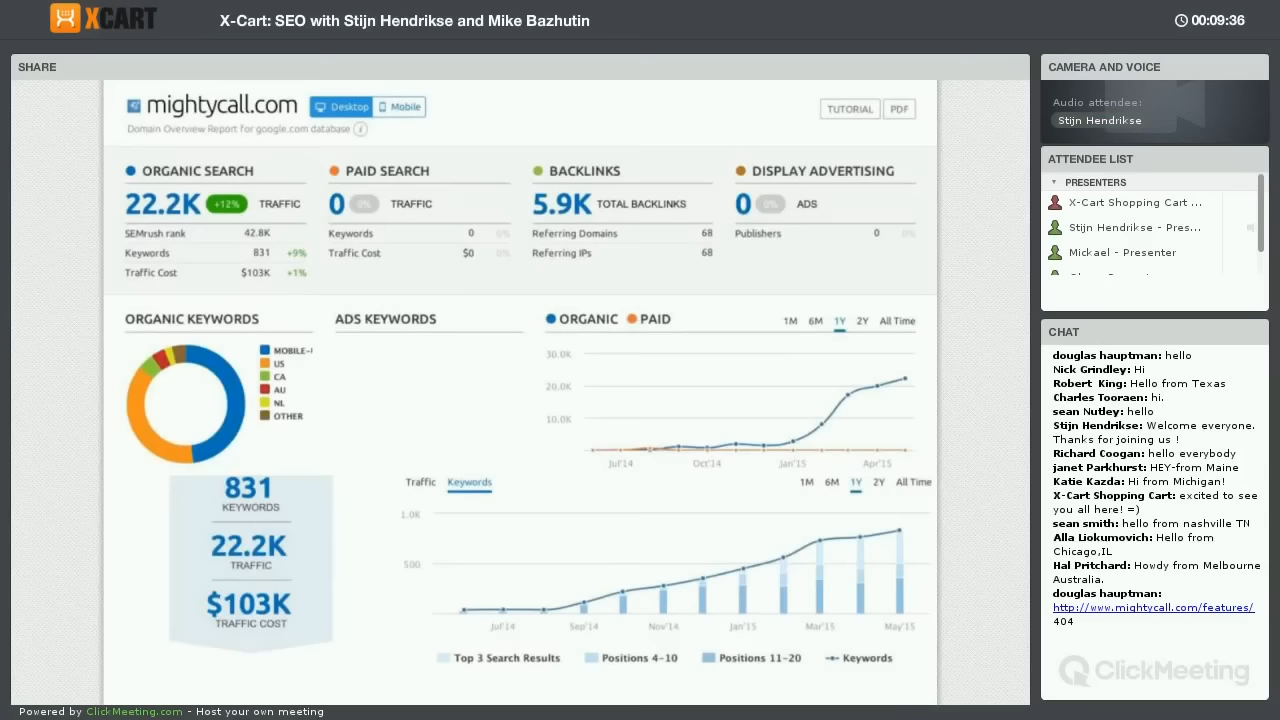 XCART
X-Cart: SEO with Stijn Hendrikse and Mike Bazhutin
00:09:36
SHARE
mightycall.com
Desktop
Mobile
TUTORIAL
PDF
Domain Overview Report for google.com database
ORGANIC SEARCH
22.2K +12% TRAFFIC
SEMrush rank 42.8K
Keywords 831 +9%
Traffic Cost $103K +1%
PAID SEARCH
0 0% TRAFFIC
Keywords 0 0%
Traffic Cost $0 0%
BACKLINKS
5.9K TOTAL BACKLINKS
Referring Domains 68
Referring IPs 68
DISPLAY ADVERTISING
0 0% ADS
Publishers 0 0%
ORGANIC KEYWORDS
MOBILE-
US
CA
AU
NL
OTHER
ADS KEYWORDS
ORGANIC PAID
1M 6M 1Y 2Y All Time
30.0K
20.0K
10.0K
Jul'14 Oct'14 Jan'15 Apr'15
831
KEYWORDS
22.2K
TRAFFIC
$103K
TRAFFIC COST
Traffic Keywords
1M 6M 1Y 2Y All Time
1.0K
500
Jul'14 Sep'14 Nov'14 Jan'15 Mar'15 May'15
Top 3 Search Results Positions 4-10 Positions 11-20 Keywords
CAMERA AND VOICE
Audio attendee:
Stijn Hendrikse
ATTENDEE LIST
PRESENTERS
X-Cart Shopping Cart ...
Stijn Hendrikse - Pres...
Mickael - Presenter
CHAT
douglas hauptman: hello
Nick Grindley: Hi
Robert King: Hello from Texas
Charles Tooraen: hi.
sean Nutley: hello
Stijn Hendrikse: Welcome everyone.
Thanks for joining us !
Richard Coogan: hello everybody
janet Parkhurst: HEY-from Maine
Katie Kazda: Hi from Michigan!
X-Cart Shopping Cart: excited to see
you all here! =)
sean smith: hello from nashville TN
Alla Liokumovich: Hello from
Chicago,IL
Hal Pritchard: Howdy from Melbourne
Australia.
douglas hauptman:
http://www.mightycall.com/features/
404
ClickMeeting
Powered by ClickMeeting.com - Host your own meeting